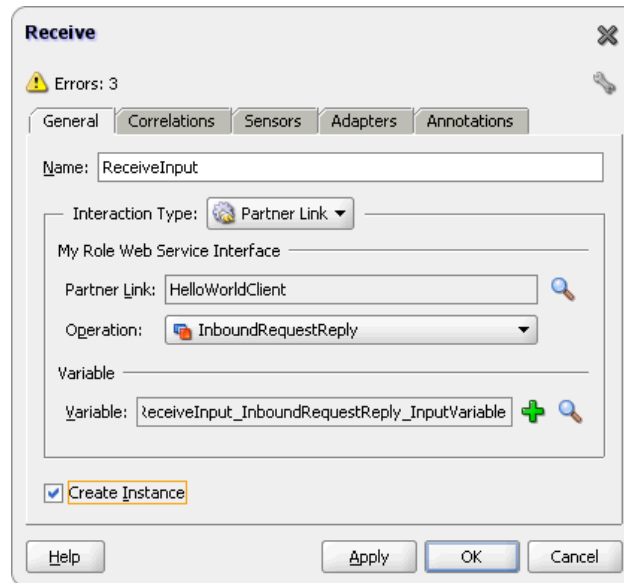 Receive
Errors: 3
General Correlations Sensors Adapters Annotations
Name: ReceiveInput
Interaction Type: Partner Link
My Role Web Service Interface
Partner Link: HelloWorldClient
Operation: InboundRequestReply
Variable
Variable: ReceiveInput_InboundRequestReply_InputVariable
Create Instance
Help Apply OK Cancel